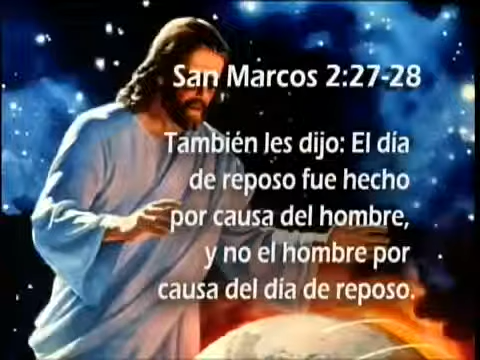 San Marcos 2:27-28
También les dijo: El día
de reposo fue hecho
por causa del hombre,
y no el hombre por
causa del día de reposo.